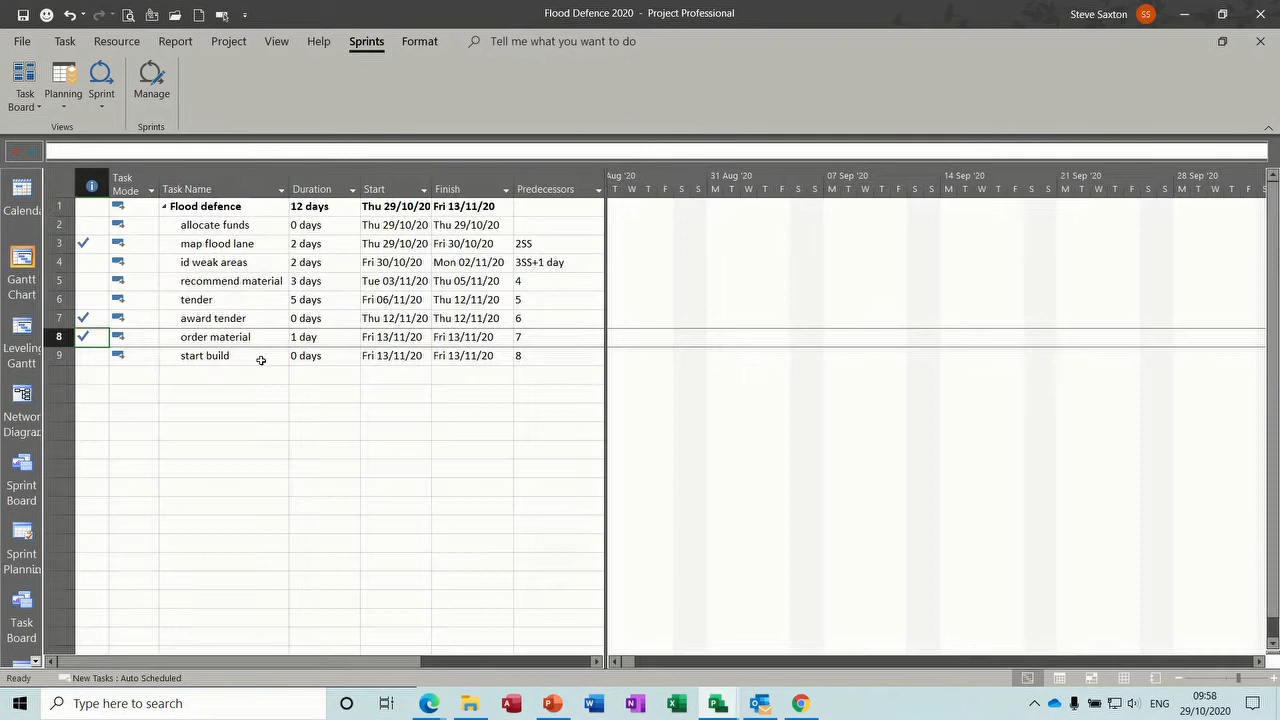 Flood Defence 2020 - Project Professional
Steve Saxton SS
File Task Resource Report Project View Help Sprints Format Tell me what you want to do
Task Board
Planning
Sprint
Manage
Views
Sprints
Task Mode Task Name Duration Start Finish Predecessors
1 Flood defence 12 days Thu 29/10/20 Fri 13/11/20
2 allocate funds 0 days Thu 29/10/20 Thu 29/10/20
3 map flood lane 2 days Thu 29/10/20 Fri 30/10/20 2SS
4 id weak areas 2 days Fri 30/10/20 Mon 02/11/20 3SS+1 day
5 recommend material 3 days Tue 03/11/20 Thu 05/11/20 4
6 tender 5 days Fri 06/11/20 Thu 12/11/20 5
7 award tender 0 days Thu 12/11/20 Thu 12/11/20 6
8 order material 1 day Fri 13/11/20 Fri 13/11/20 7
9 start build 0 days Fri 13/11/20 Fri 13/11/20 8
Aug '20 31 Aug '20 07 Sep '20 14 Sep '20 21 Sep '20 28 Sep '20
T W T F S S M T W T F S S M T W T F S S M T W T F S S M T W T F S S M T W T F S
Calenda
Gantt Chart
Leveling Gantt
Network Diagra
Sprint Board
Sprint Plannin
Task Board
Ready New Tasks : Auto Scheduled
Type here to search
ENG
09:58
29/10/2020